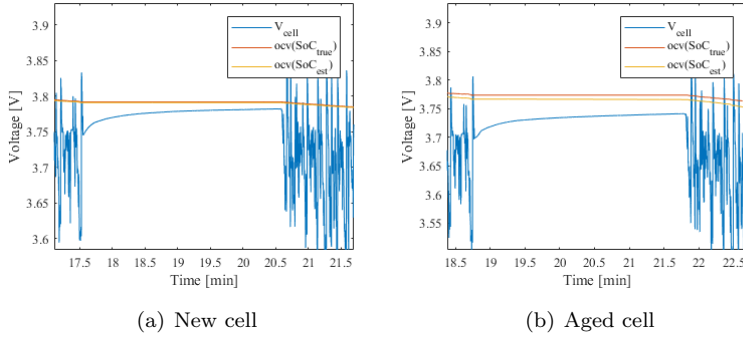 3.9
3.85
3.8
3.75
3.7
3.65
3.6
Voltage [V]
V_cell
ocv(SoC_true)
ocv(SoC_est)
17.5 18 18.5 19 19.5 20 20.5 21 21.5
Time [min]
(a) New cell
3.9
3.85
3.8
3.75
3.7
3.65
3.6
3.55
Voltage [V]
V_cell
ocv(SoC_true)
ocv(SoC_est)
18.5 19 19.5 20 20.5 21 21.5 22 22.5
Time [min]
(b) Aged cell